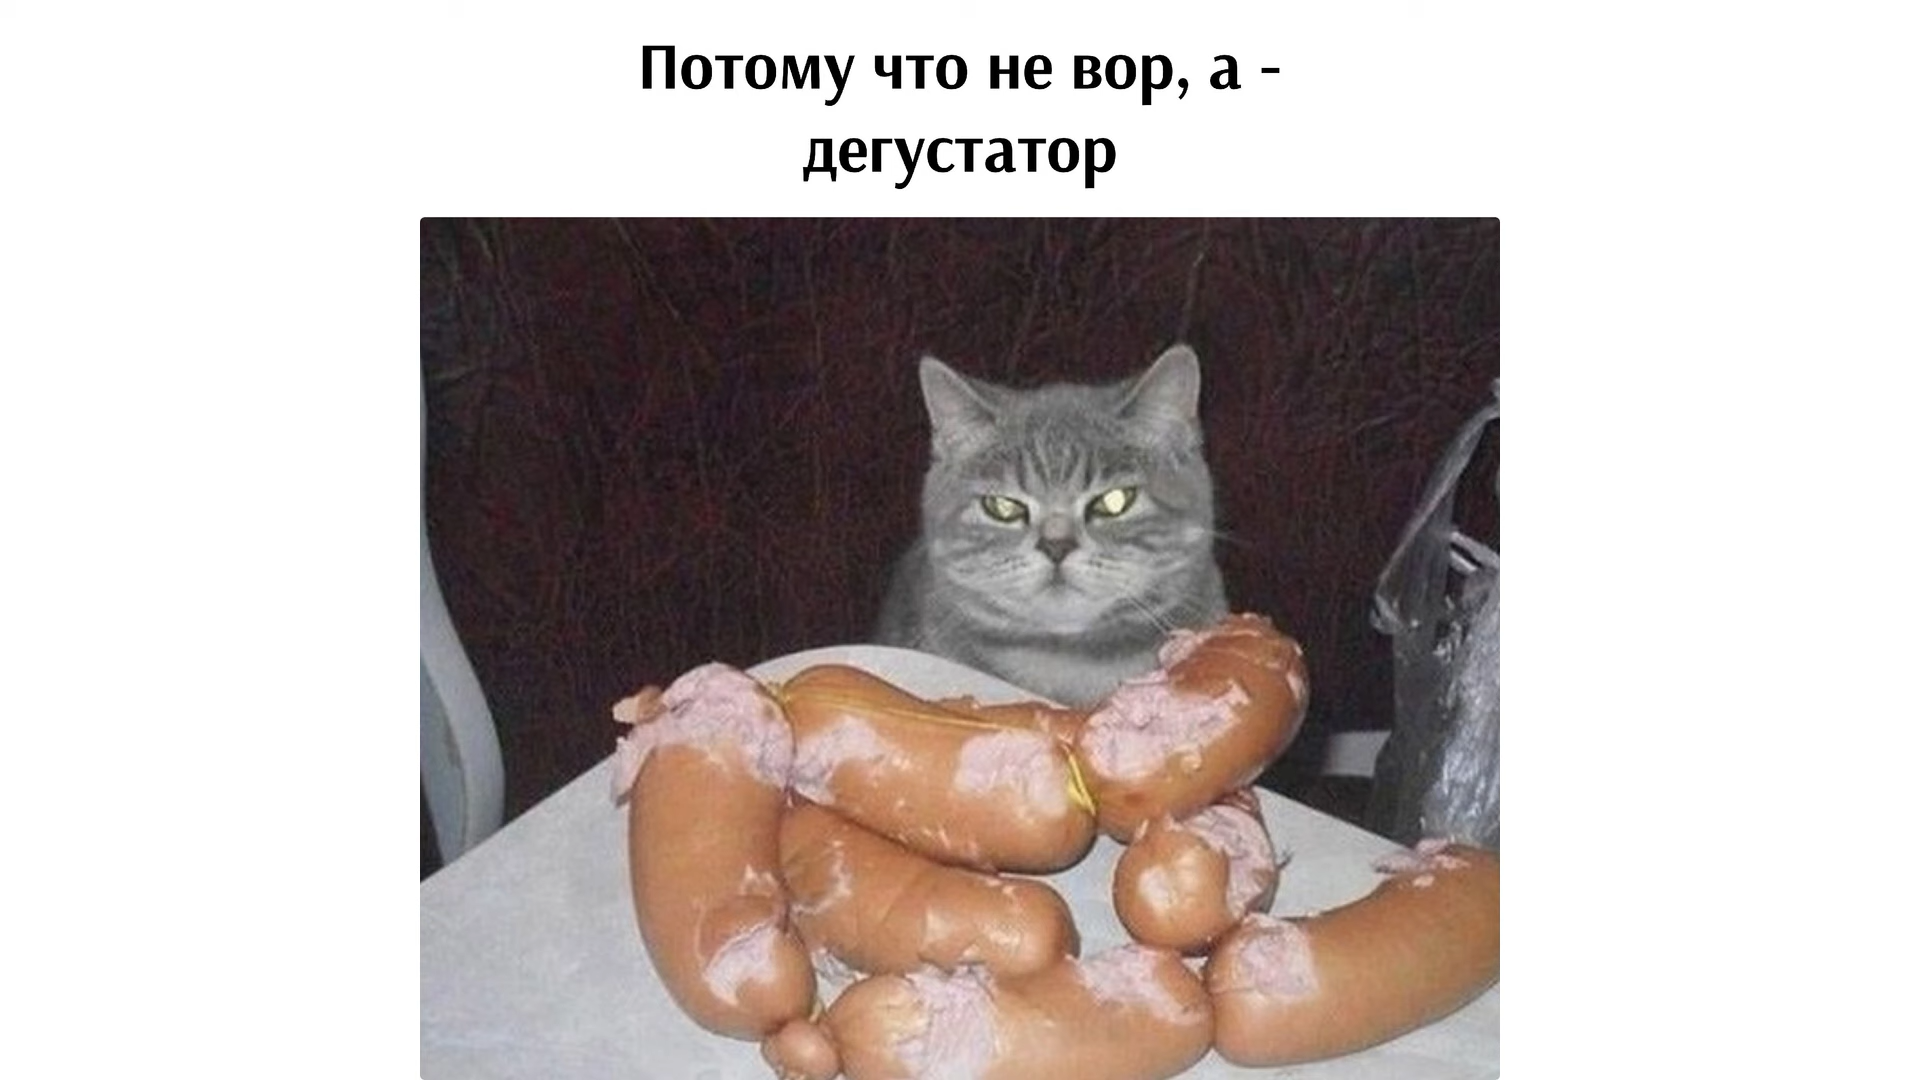 Потому что не вор, а -
дегустатор